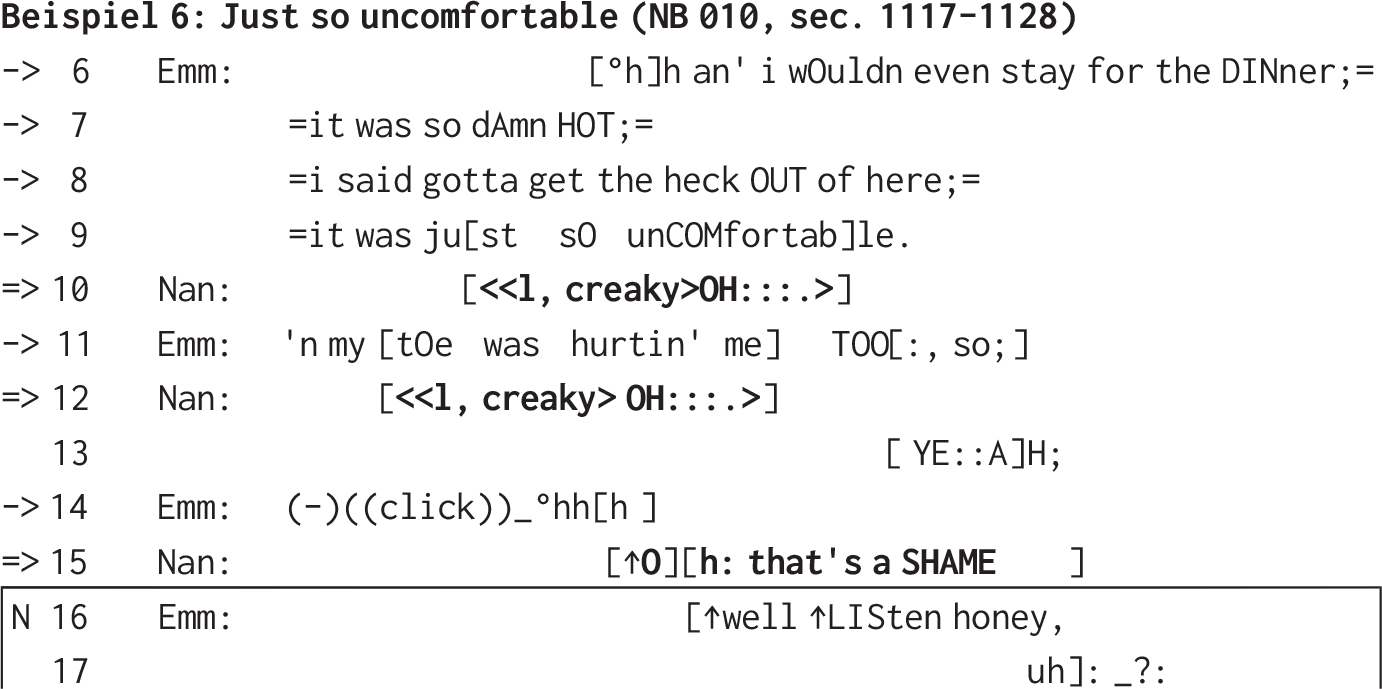 Beispiel 6: Just so uncomfortable (NB 010, sec. 1117–1128)
–> 6 Emm: [°h]h an' i wOuldn even stay for the DINner;=
–> 7 =it was so dAmn HOT;=
–> 8 =i said gotta get the heck OUT of here;=
–> 9 =it was ju[st sO unCOMfortab]le.
=> 10 Nan: [<<l, creaky>OH:::.>]
–> 11 Emm: 'n my [tOe was hurtin' me] TOO[:, so;]
=> 12 Nan: [<<l, creaky> OH:::.>]
13 [ YE::A]H;
–> 14 Emm: (-)((click))_°hh[h ]
=> 15 Nan: [↑O][h: that's a SHAME ]
N 16 Emm: [↑well ↑LISten honey,
17 uh]: _?: